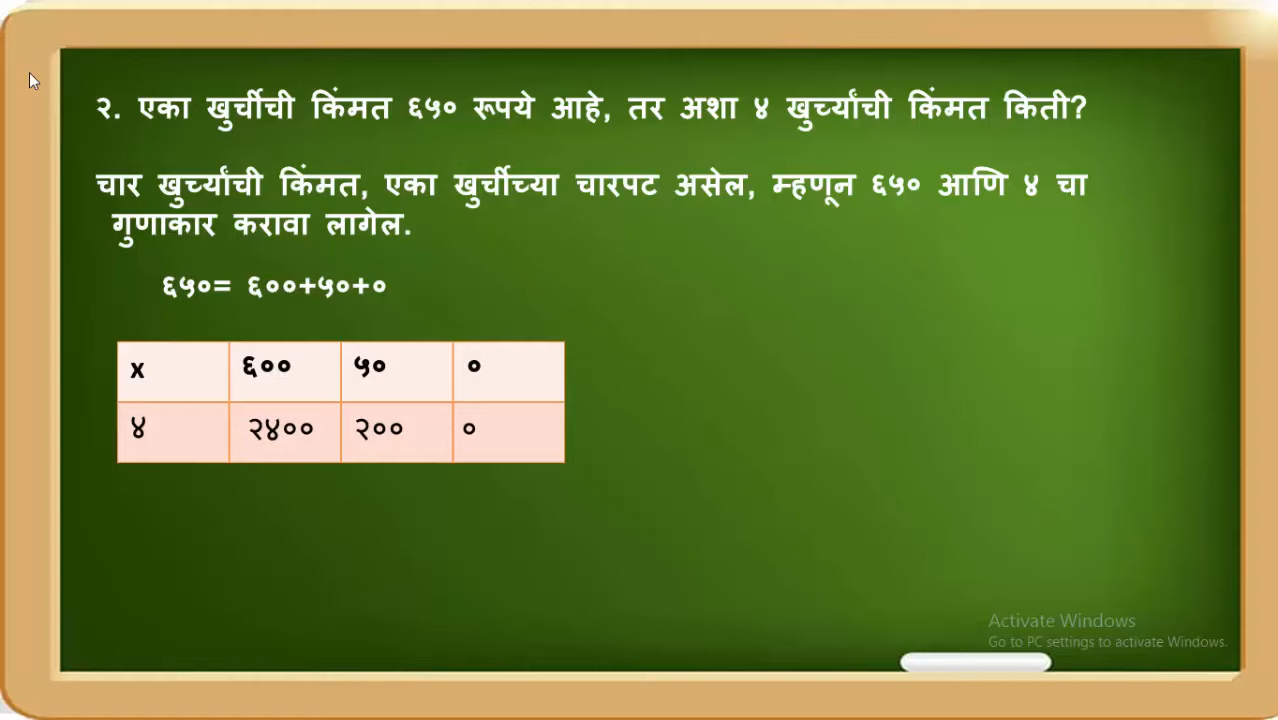 २. एका खुर्चीची किंमत ६५० रूपये आहे, तर अशा ४ खुर्च्यांची किंमत किती?
चार खुर्च्यांची किंमत, एका खुर्चीच्या चारपट असेल, म्हणून ६५० आणि ४ चा
गुणाकार करावा लागेल.
६५०= ६००+५०+०
x ६०० ५० ०
४ २४०० २०० ०
Activate Windows
Go to PC settings to activate Windows.